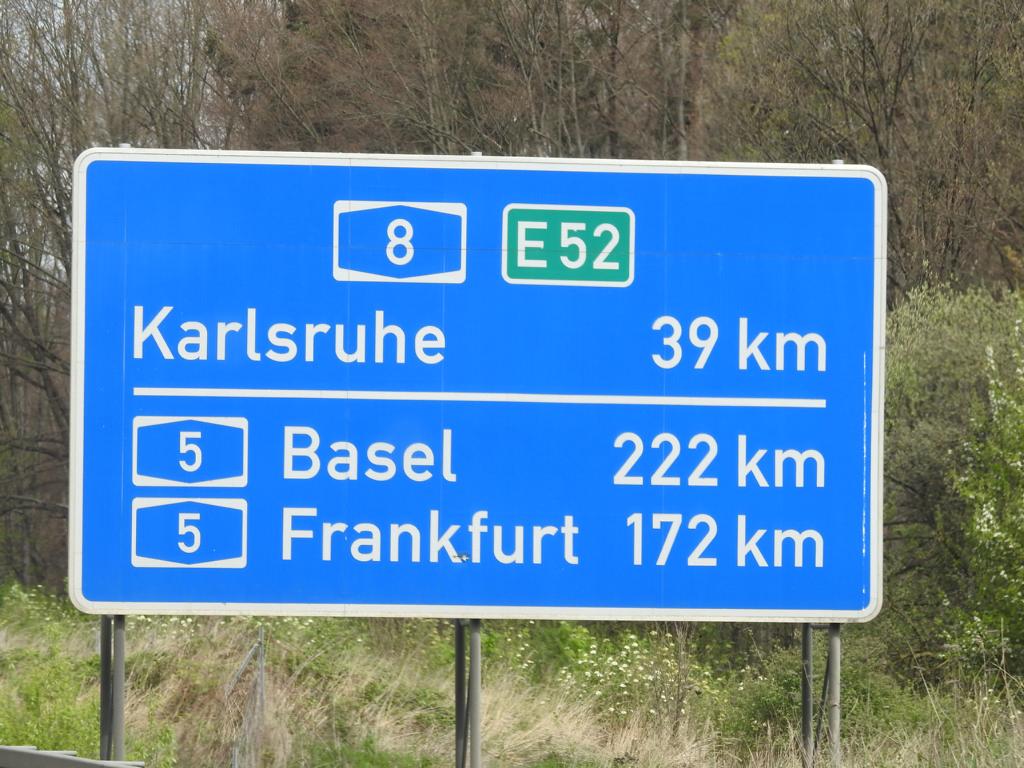 8 E52
Karlsruhe 39 km
5 Basel 222 km
5 Frankfurt 172 km